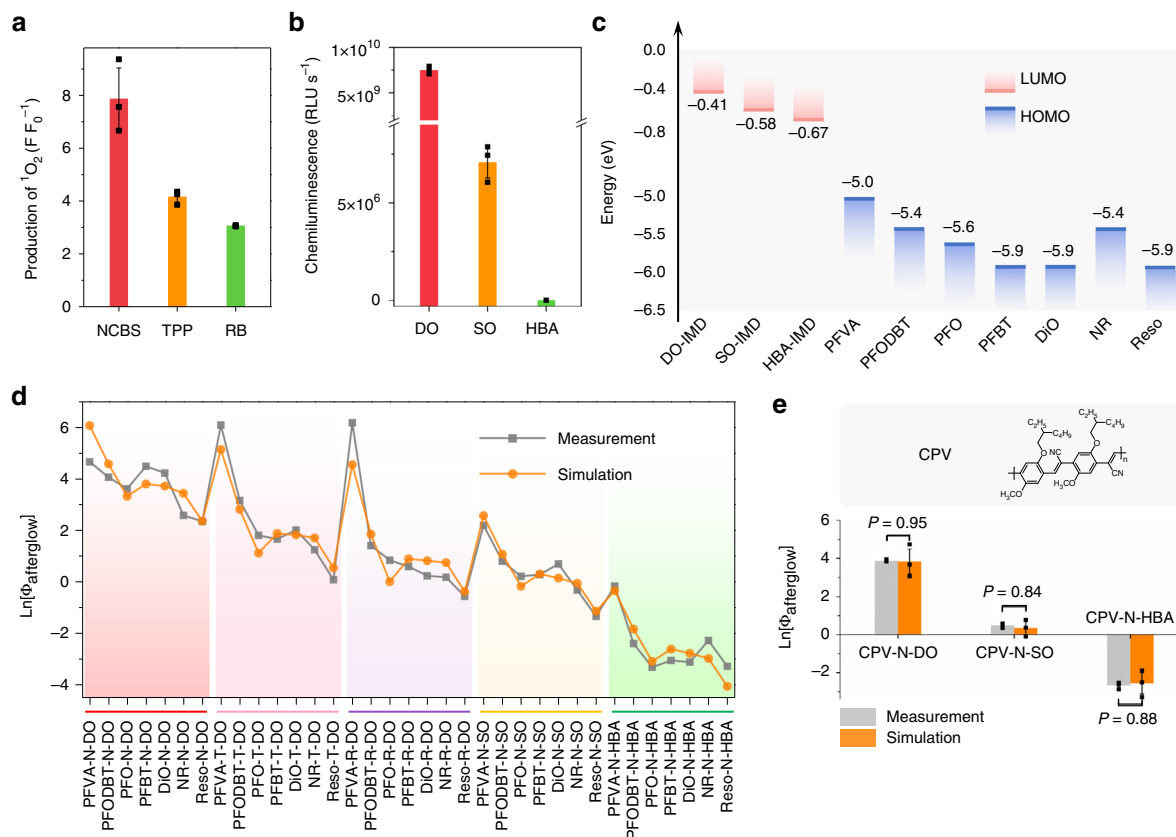 a
Production of ¹O₂ (F F₀⁻¹)
8
6
4
2
0
NCBS
TPP
RB
b
Chemiluminescence (RLU s⁻¹)
1×10¹⁰
5×10⁹
5×10⁶
0
DO
SO
HBA
c
Energy (eV)
0.0
−0.4
−0.8
−5.0
−5.5
−6.0
−6.5
LUMO
HOMO
−0.41
−0.58
−0.67
−5.0
−5.4
−5.6
−5.9
−5.9
−5.4
−5.9
DO-IMD
SO-IMD
HBA-IMD
PFVA
PFODBT
PFO
PFBT
DiO
NR
Reso
d
Ln[Φafterglow]
6
4
2
0
−2
−4
Measurement
Simulation
PFVA-N-DO
PFODBT-N-DO
PFO-N-DO
PFBT-N-DO
DiO-N-DO
NR-N-DO
Reso-N-DO
PFVA-T-DO
PFODBT-T-DO
PFO-T-DO
PFBT-T-DO
DiO-T-DO
NR-T-DO
Reso-T-DO
PFVA-R-DO
PFODBT-R-DO
PFO-R-DO
PFBT-R-DO
DiO-R-DO
NR-R-DO
Reso-R-DO
PFVA-N-SO
PFODBT-N-SO
PFO-N-SO
PFBT-N-SO
DiO-N-SO
NR-N-SO
Reso-N-SO
PFVA-N-HBA
PFODBT-N-HBA
PFO-N-HBA
PFBT-N-HBA
DiO-N-HBA
NR-N-HBA
Reso-N-HBA
e
CPV
C₂H₅
C₄H₉
C₂H₅
C₄H₉
O
NC
O
OCH₃
H₃CO
CN
n
Ln[Φafterglow]
6
4
2
0
−2
P = 0.95
P = 0.84
P = 0.88
CPV-N-DO
CPV-N-SO
CPV-N-HBA
Measurement
Simulation